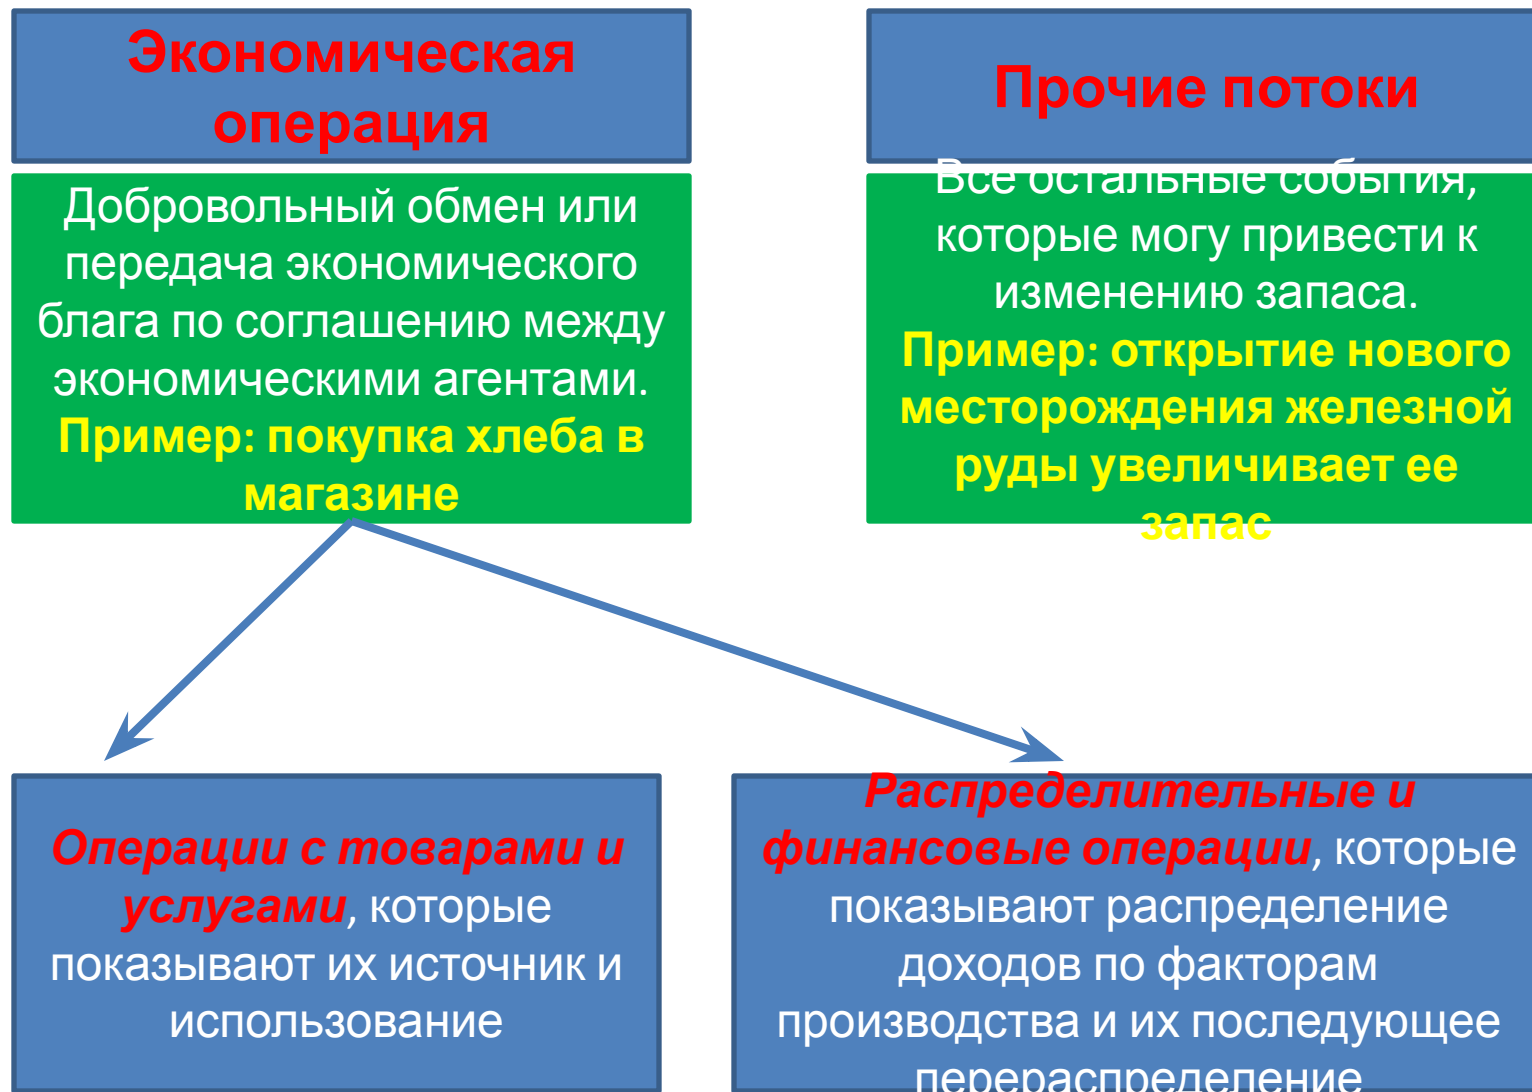 Экономическая
операция
Прочие потоки
Добровольный обмен или
передача экономического
блага по соглашению между
экономическими агентами.
Пример: покупка хлеба в
магазине
Все остальные события,
которые могу привести к
изменению запаса.
Пример: открытие нового
месторождения железной
руды увеличивает ее
запас
Операции с товарами и
услугами, которые
показывают их источник и
использование
Распределительные и
финансовые операции, которые
показывают распределение
доходов по факторам
производства и их последующее
перераспределение